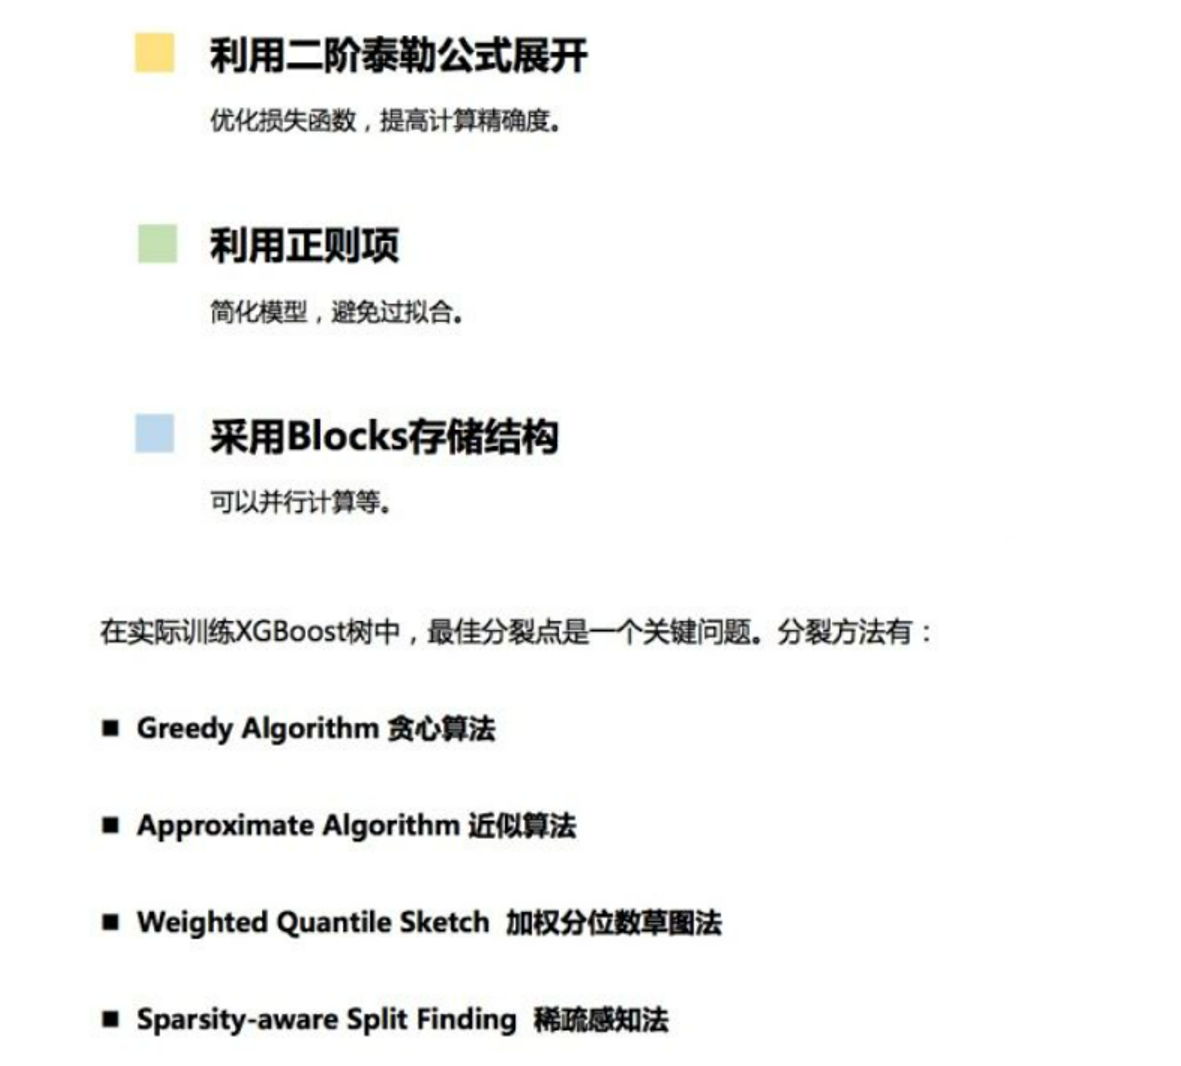 利用二阶泰勒公式展开
优化损失函数，提高计算精确度。
利用正则项
简化模型，避免过拟合。
采用Blocks存储结构
可以并行计算等。
在实际训练XGBoost树中，最佳分裂点是一个关键问题。分裂方法有：
■ Greedy Algorithm 贪心算法
■ Approximate Algorithm 近似算法
■ Weighted Quantile Sketch 加权分位数草图法
■ Sparsity-aware Split Finding 稀疏感知法